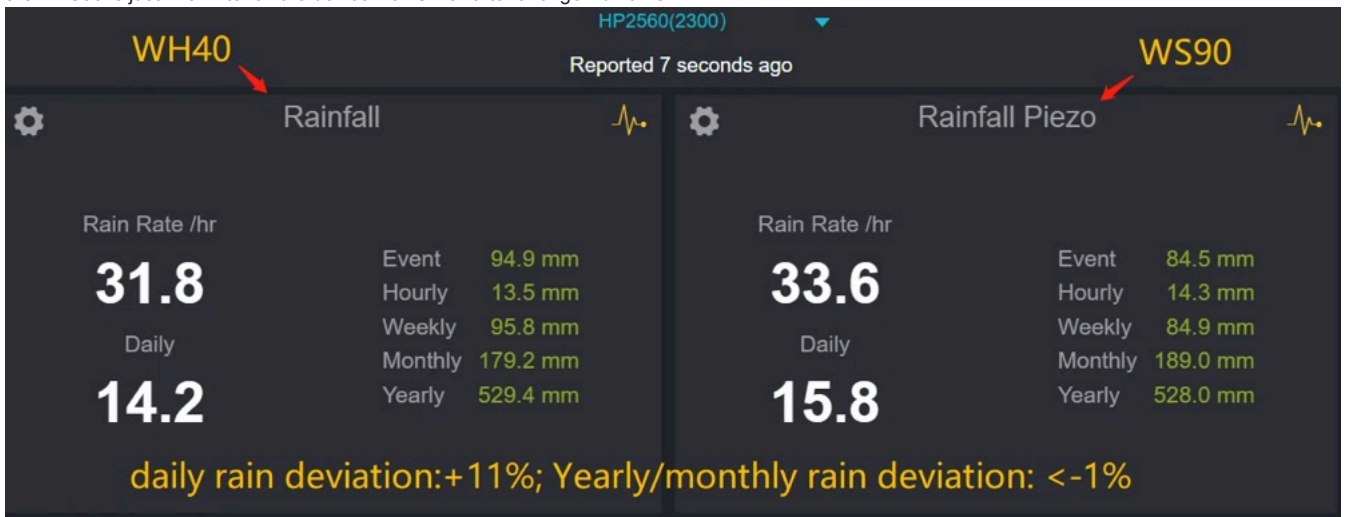 HP2560(2300)
WH40
WS90
Reported 7 seconds ago
Rainfall
Rain Rate /hr
31.8
Daily
14.2
Event 94.9 mm
Hourly 13.5 mm
Weekly 95.8 mm
Monthly 179.2 mm
Yearly 529.4 mm
Rainfall Piezo
Rain Rate /hr
33.6
Daily
15.8
Event 84.5 mm
Hourly 14.3 mm
Weekly 84.9 mm
Monthly 189.0 mm
Yearly 528.0 mm
daily rain deviation:+11%; Yearly/monthly rain deviation: <-1%